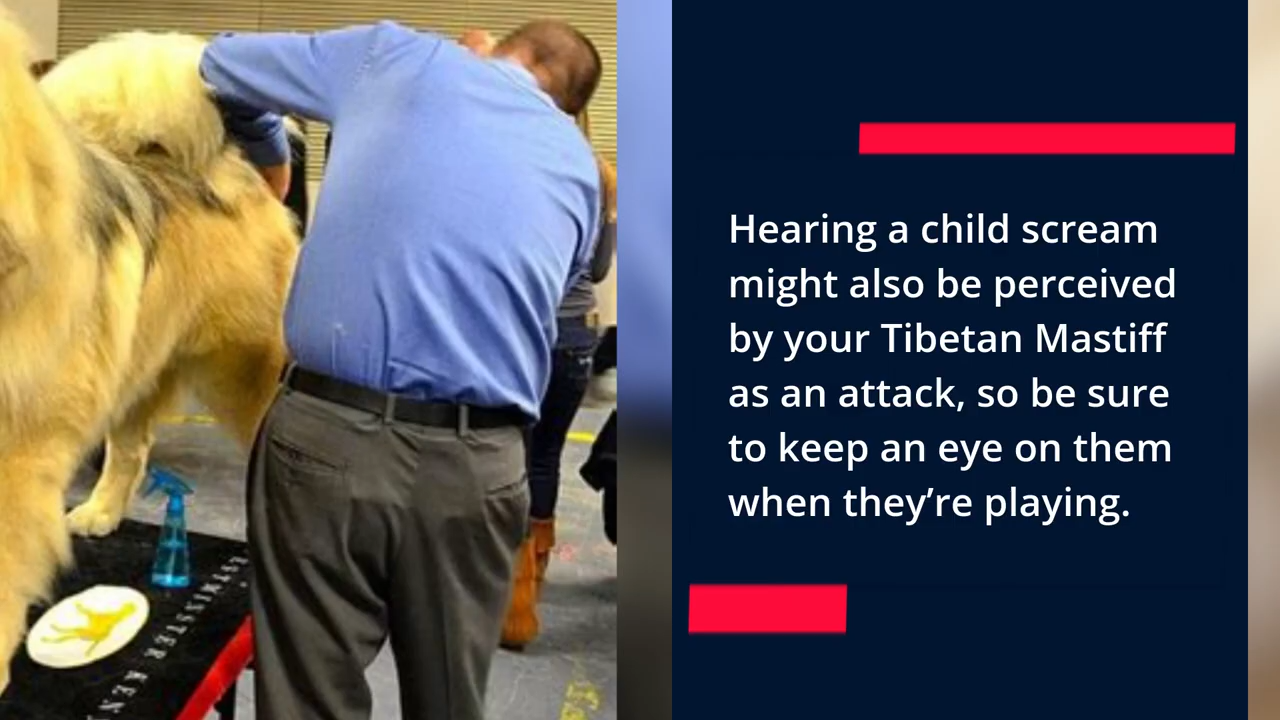 Hearing a child scream
might also be perceived
by your Tibetan Mastiff
as an attack, so be sure
to keep an eye on them
when they’re playing.